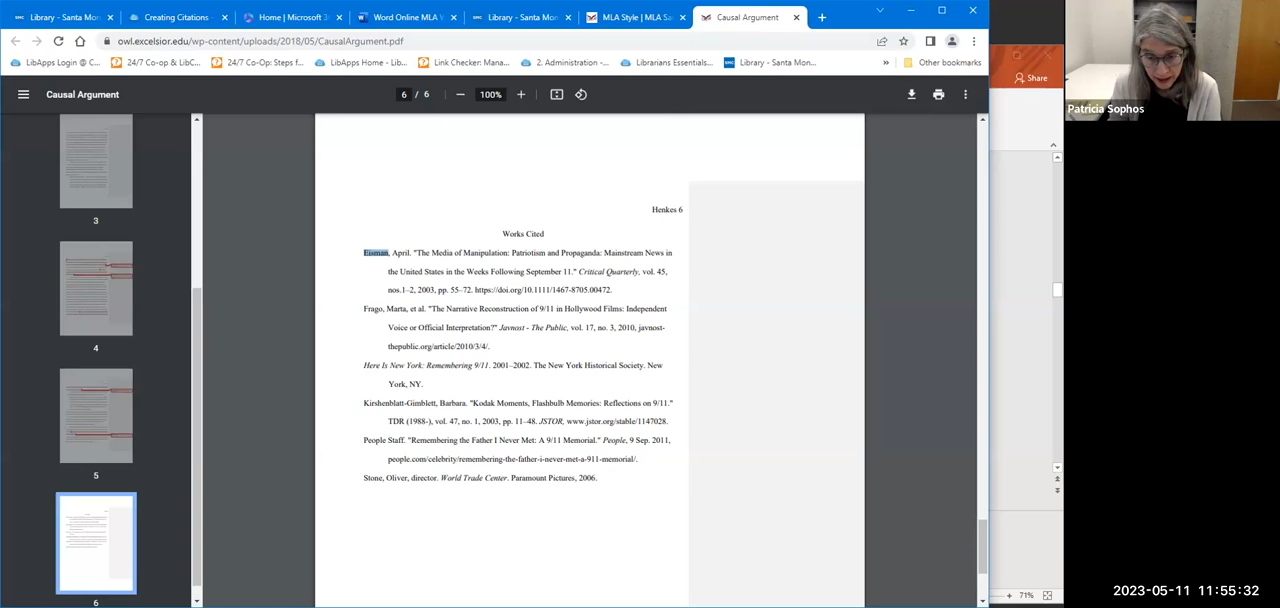 Library - Santa Mon
Creating Citations -
Home | Microsoft 3
Word Online MLA W
Library - Santa Mon
MLA Style | MLA Sa
Causal Argument
owl.excelsior.edu/wp-content/uploads/2018/05/CausalArgument.pdf
LibApps Login @ C...
24/7 Co-op & LibC...
24/7 Co-Op: Steps f...
LibApps Home - Lib...
Link Checker: Mana...
2. Administration -...
Librarians Essentials...
SMC Library - Santa Mon...
Other bookmarks
Causal Argument
6 / 6
100%
Share
Patricia Sophos
3
4
5
6
Henkes 6
Works Cited
Eisman, April. "The Media of Manipulation: Patriotism and Propaganda: Mainstream News in
the United States in the Weeks Following September 11." Critical Quarterly, vol. 45,
nos.1–2, 2003, pp. 55–72. https://doi.org/10.1111/1467-8705.00472.
Frago, Marta, et al. "The Narrative Reconstruction of 9/11 in Hollywood Films: Independent
Voice or Official Interpretation?" Javnost - The Public, vol. 17, no. 3, 2010, javnost-
thepublic.org/article/2010/3/4/.
Here Is New York: Remembering 9/11. 2001–2002. The New York Historical Society. New
York, NY.
Kirshenblatt-Gimblett, Barbara. "Kodak Moments, Flashbulb Memories: Reflections on 9/11."
TDR (1988-), vol. 47, no. 1, 2003, pp. 11–48. JSTOR, www.jstor.org/stable/1147028.
People Staff. "Remembering the Father I Never Met: A 9/11 Memorial." People, 9 Sep. 2011,
people.com/celebrity/remembering-the-father-i-never-met-a-911-memorial/.
Stone, Oliver, director. World Trade Center. Paramount Pictures, 2006.
71%
2023-05-11 11:55:32